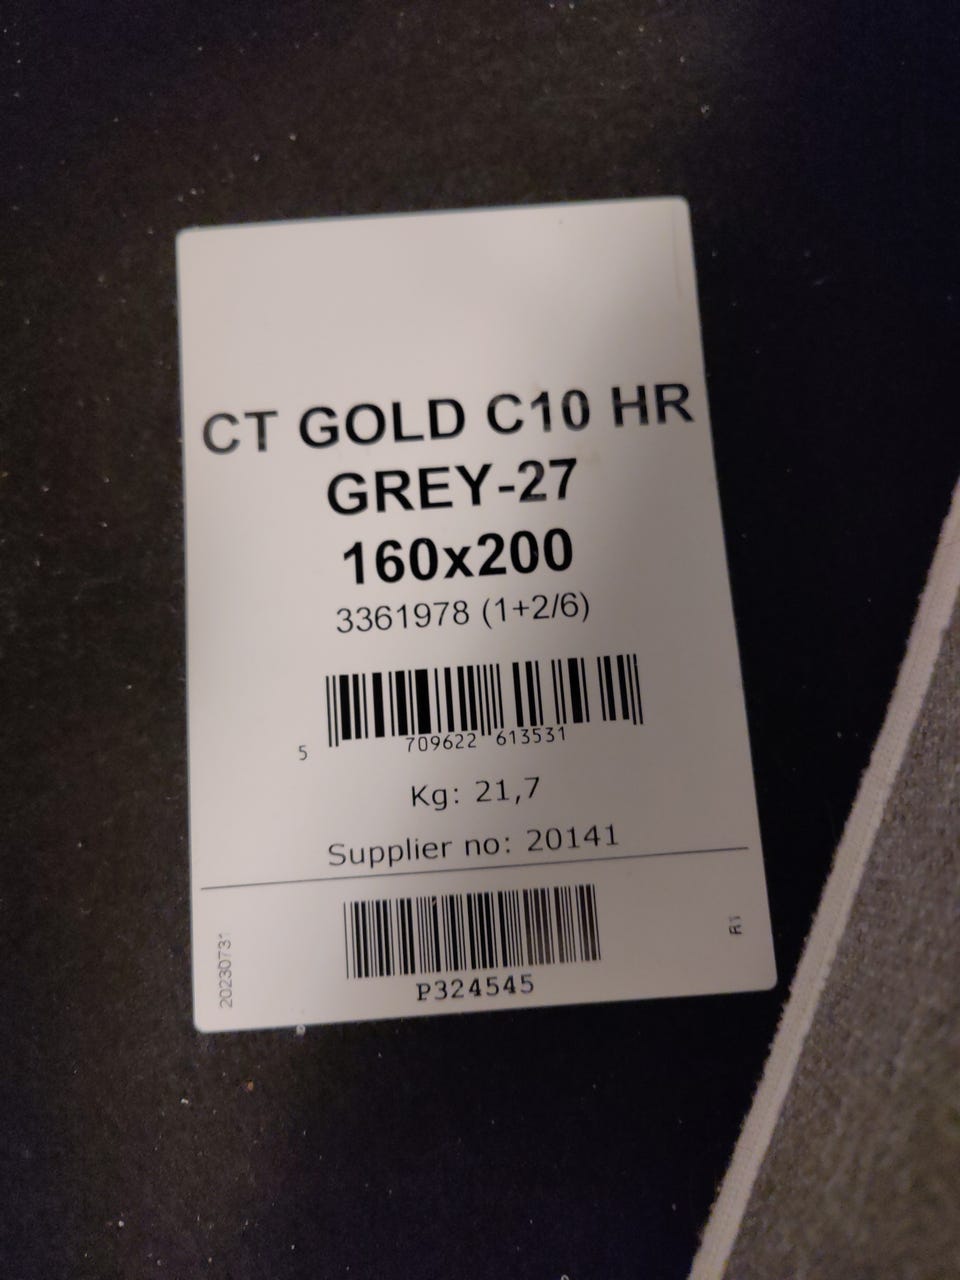 CT GOLD C10 HR
GREY-27
160x200
3361978 (1+2/6)
5 709622 613531
Kg: 21,7
Supplier no: 20141
20230731
R1
P324545